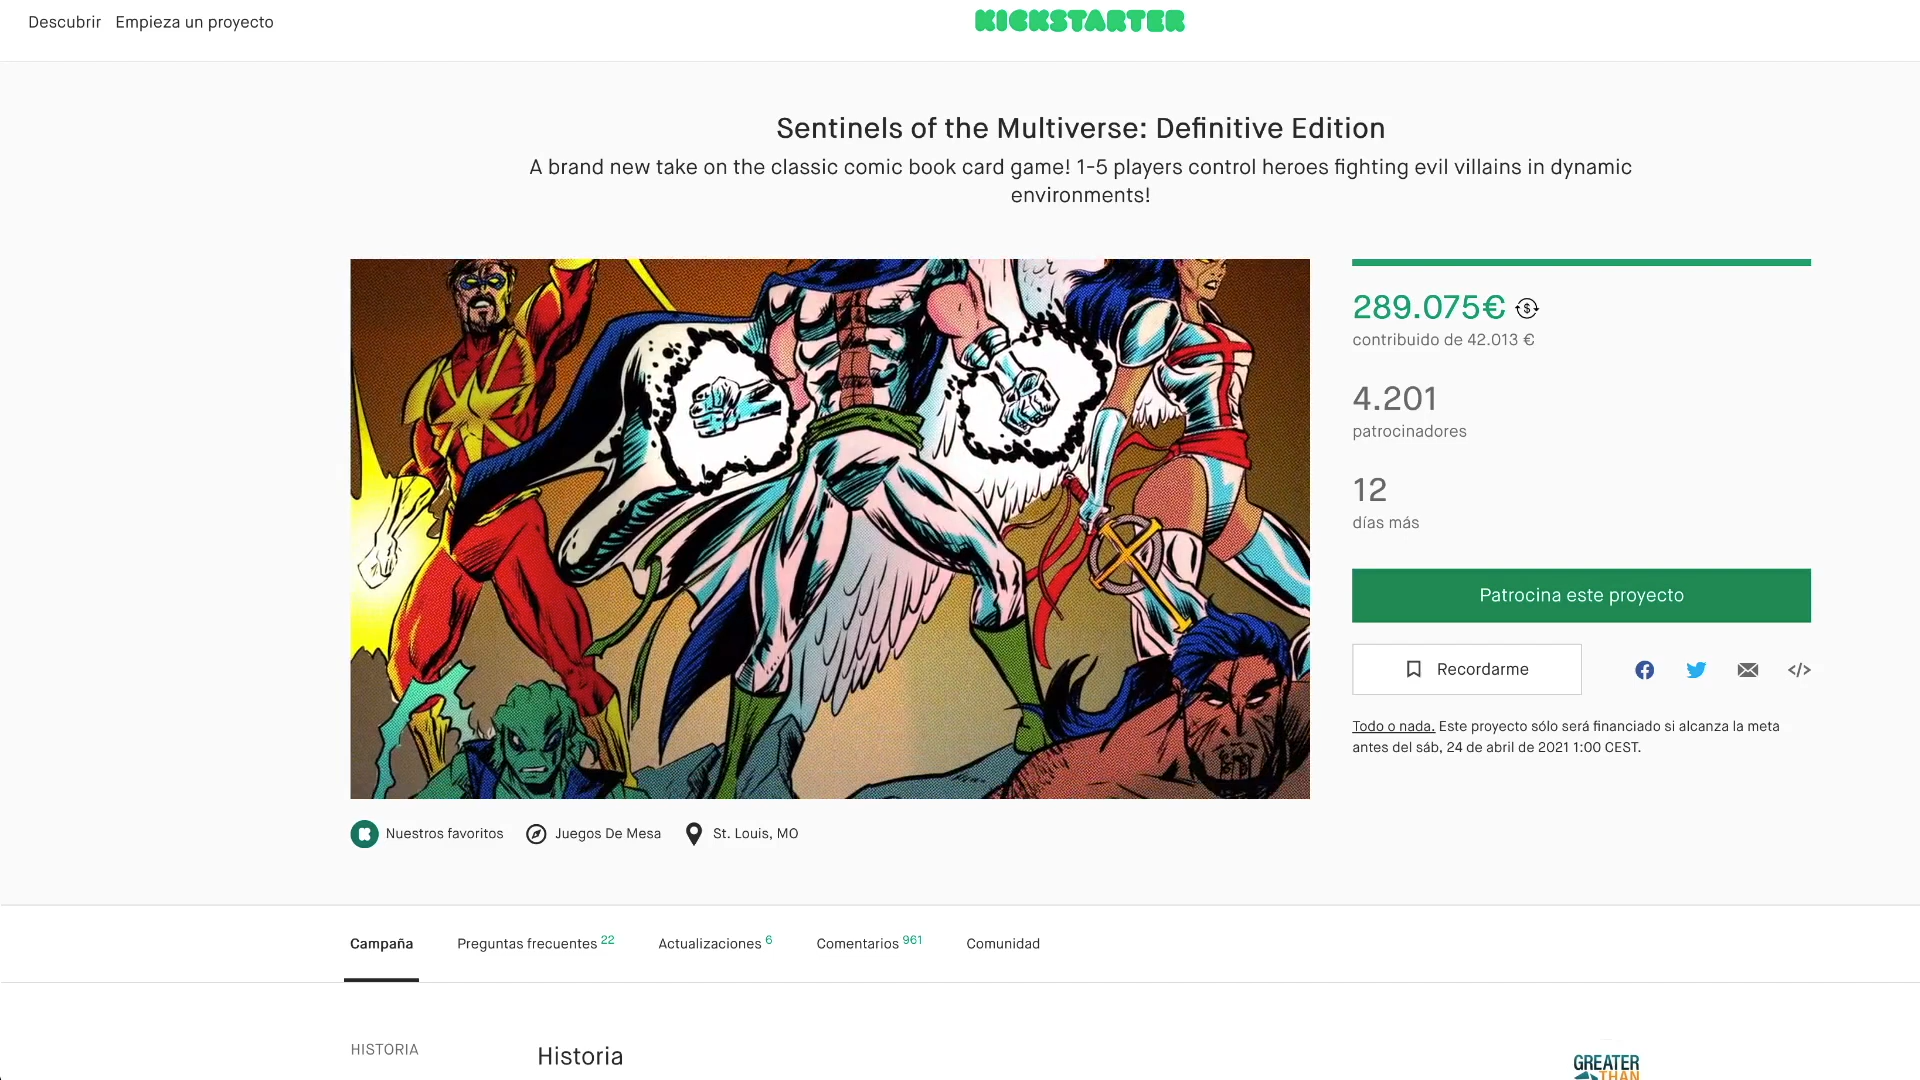 Descubrir Empieza un proyecto
KICKSTARTER
Sentinels of the Multiverse: Definitive Edition
A brand new take on the classic comic book card game! 1-5 players control heroes fighting evil villains in dynamic
environments!
289.075€
contribuido de 42.013 €
4.201
patrocinadores
12
días más
Patrocina este proyecto
Recordarme
Todo o nada. Este proyecto sólo será financiado si alcanza la meta
antes del sáb, 24 de abril de 2021 1:00 CEST.
Nuestros favoritos Juegos De Mesa St. Louis, MO
Campaña Preguntas frecuentes 22 Actualizaciones 6 Comentarios 961 Comunidad
HISTORIA
Historia
GREATER
THAN